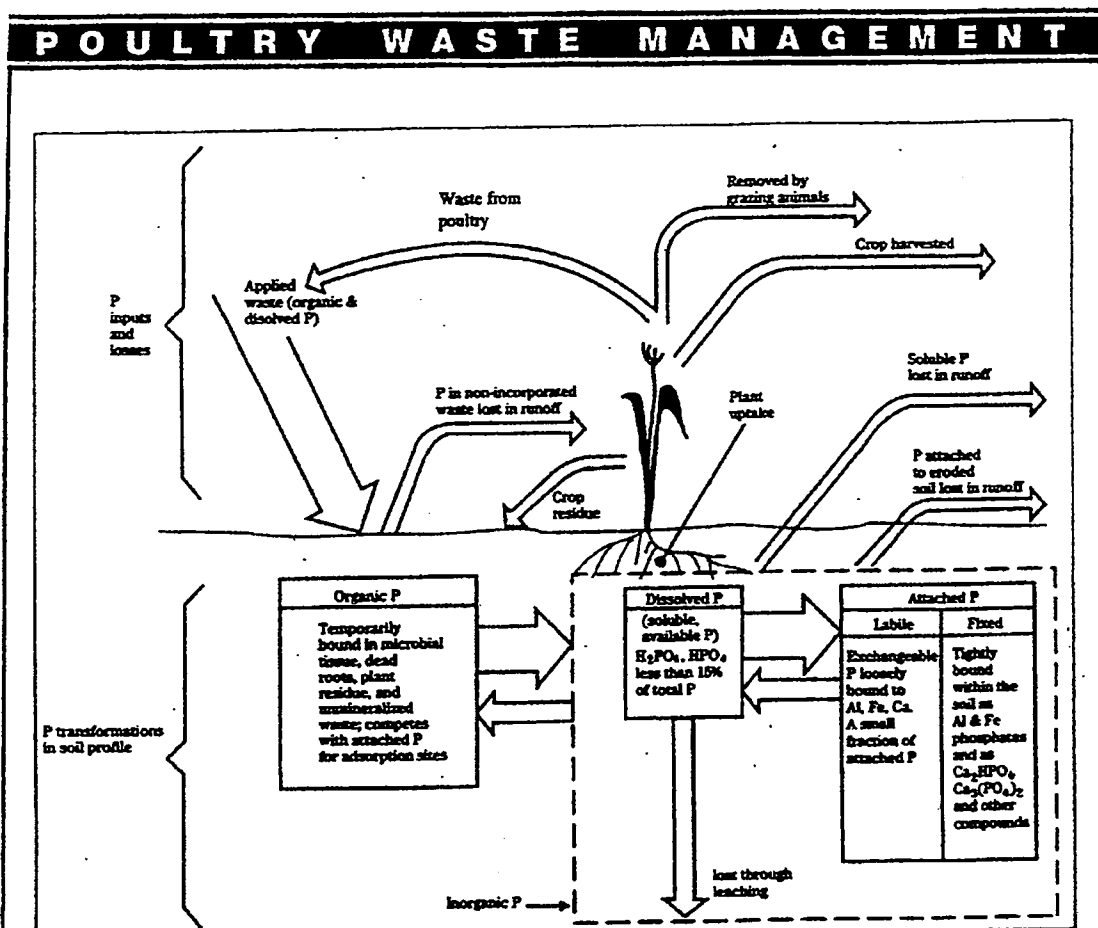 POULTRY WASTE MANAGEMENT
Removed by
grazing animals
Waste from
poultry
Crop harvested
Applied
waste (organic &
disolved P)
P
inputs
and
losses
Soluble P
lost in runoff
P in non-incorporated
waste lost in runoff
Plant
uptake
P attached
to eroded
soil lost in runoff
Crop
residue
Organic P
Temporarily
bound in microbial
tissue, dead
roots, plant
residue, and
unmineralized
waste; competes
with attached P
for adsorption sites
Dissolved P
(soluble,
available P)
H₂PO₄, HPO₄
less than 15%
of total P
Attached P
Labile
Exchangeable
P loosely
bound to
Al, Fe, Ca.
A small
fraction of
attached P
Fixed
Tightly
bound
within the
soil as
Al & Fe
phosphates
and as
Ca₂HPO₄
Ca₃(PO₄)₂
and other
compounds
P transformations
in soil profile
lost through
leaching
Inorganic P